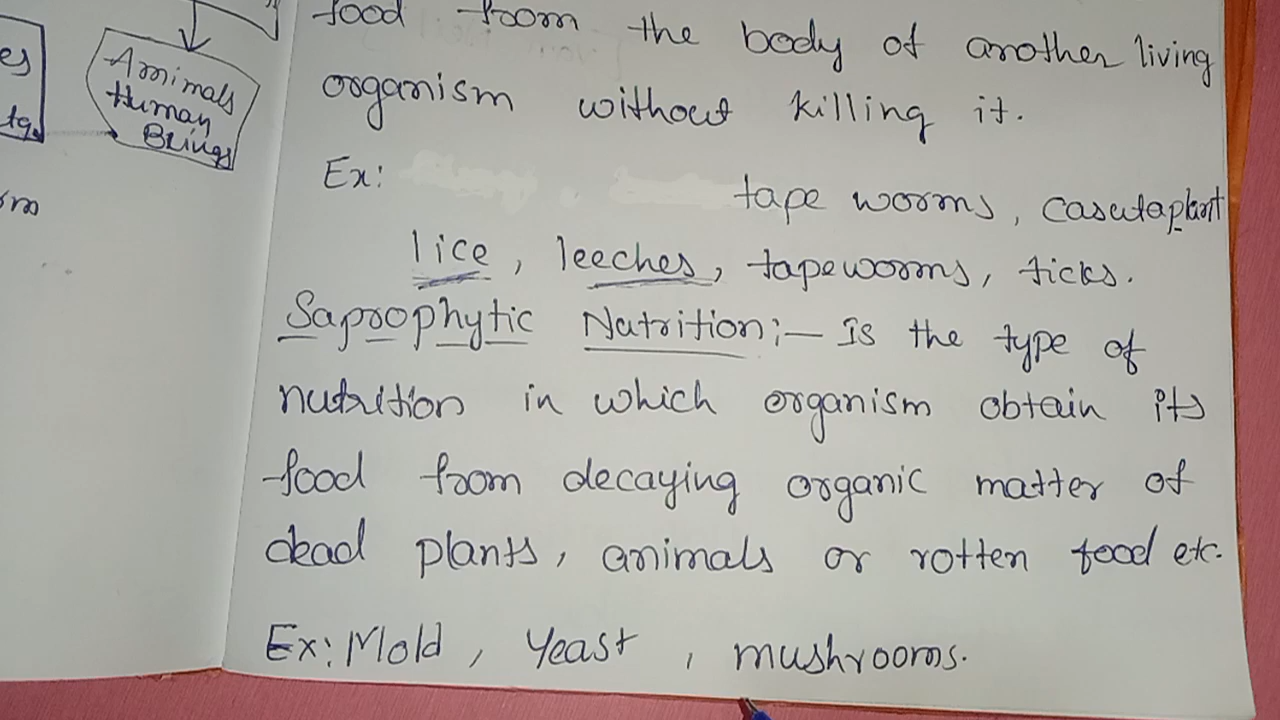 es
Animals
Human
Beings
food from the body of another living
organism without killing it.
Ex:
tape worms, casutaplant
lice, leeches, tapeworms, ticks.
Saprophytic Nutrition:- Is the type of
nutrition in which organism obtain its
food from decaying organic matter of
dead plants, animals or rotten food etc.
Ex: Mold, Yeast, mushrooms.